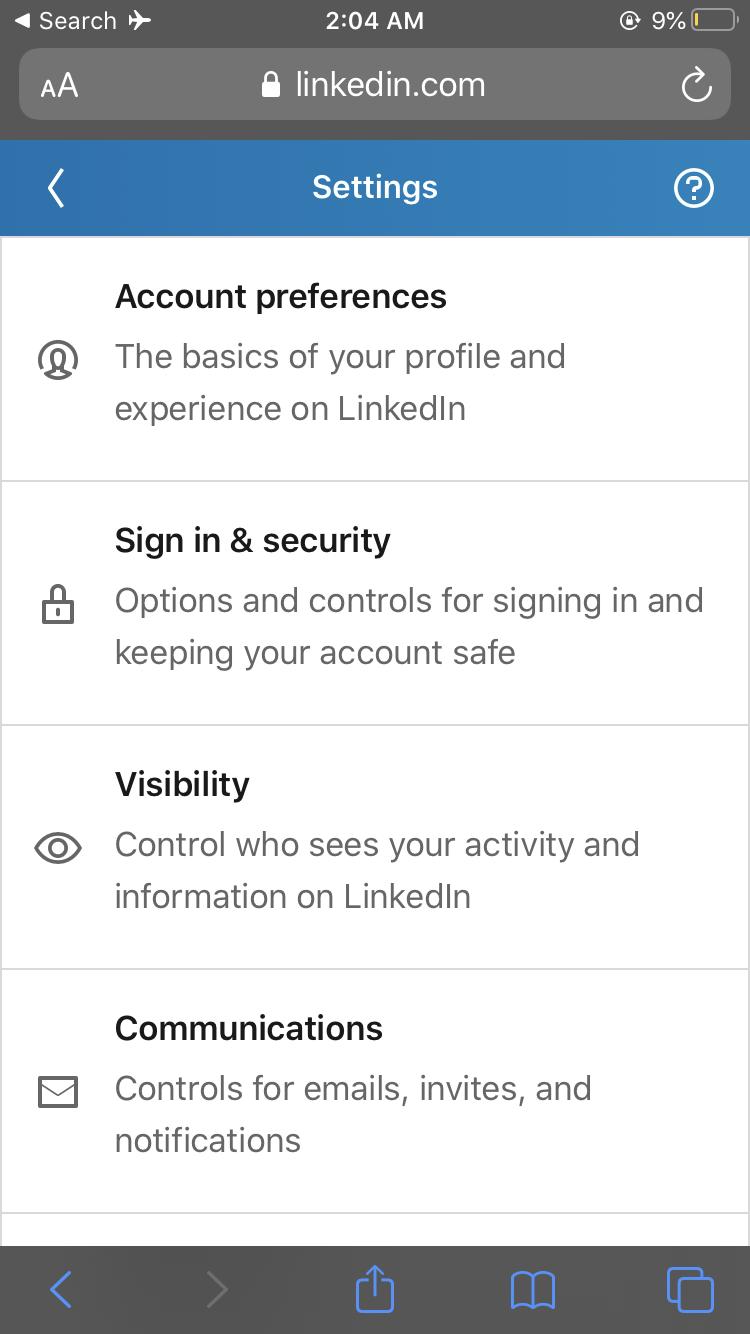 Search 2:04 AM 9%
AA linkedin.com
Settings
Account preferences
The basics of your profile and
experience on LinkedIn
Sign in & security
Options and controls for signing in and
keeping your account safe
Visibility
Control who sees your activity and
information on LinkedIn
Communications
Controls for emails, invites, and
notifications